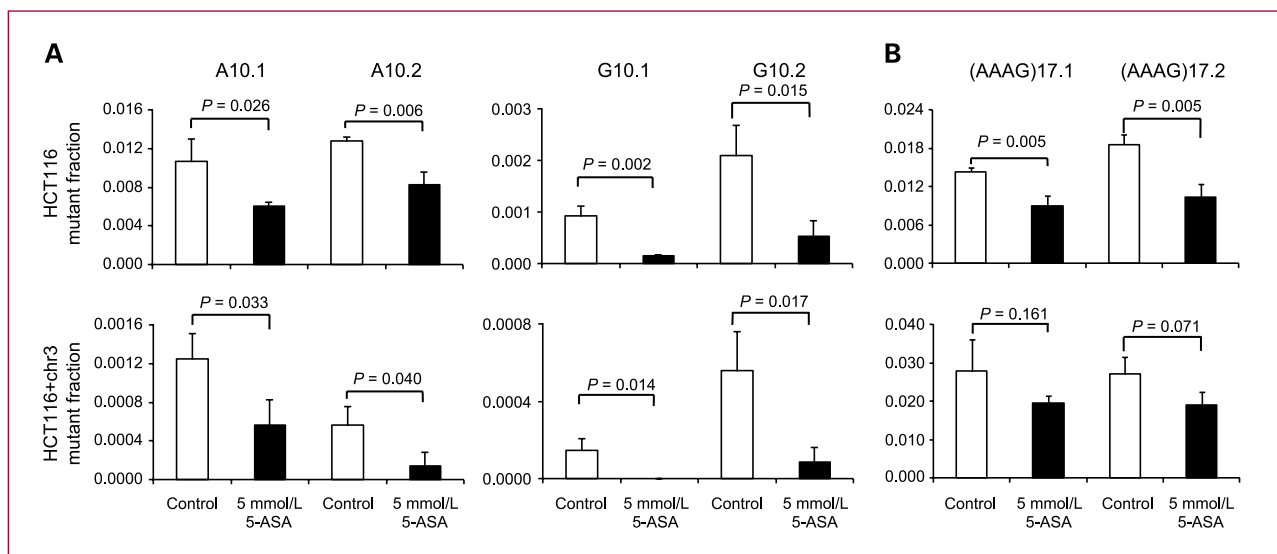 A
B
A10.1 A10.2 G10.1 G10.2 (AAAG)17.1 (AAAG)17.2
HCT116
mutant fraction
0.016
0.012
0.008
0.004
0.000
P = 0.026
P = 0.006
0.003
0.002
0.001
0.000
P = 0.002
P = 0.015
0.024
0.018
0.012
0.006
0.000
P = 0.005
P = 0.005
HCT116+chr3
mutant fraction
0.0016
0.0012
0.0008
0.0004
0.0000
P = 0.033
P = 0.040
0.0008
0.0004
0.0000
P = 0.014
P = 0.017
0.040
0.030
0.020
0.010
0.000
P = 0.161
P = 0.071
Control 5 mmol/L Control 5 mmol/L Control 5 mmol/L Control 5 mmol/L Control 5 mmol/L Control 5 mmol/L
5-ASA 5-ASA 5-ASA 5-ASA 5-ASA 5-ASA